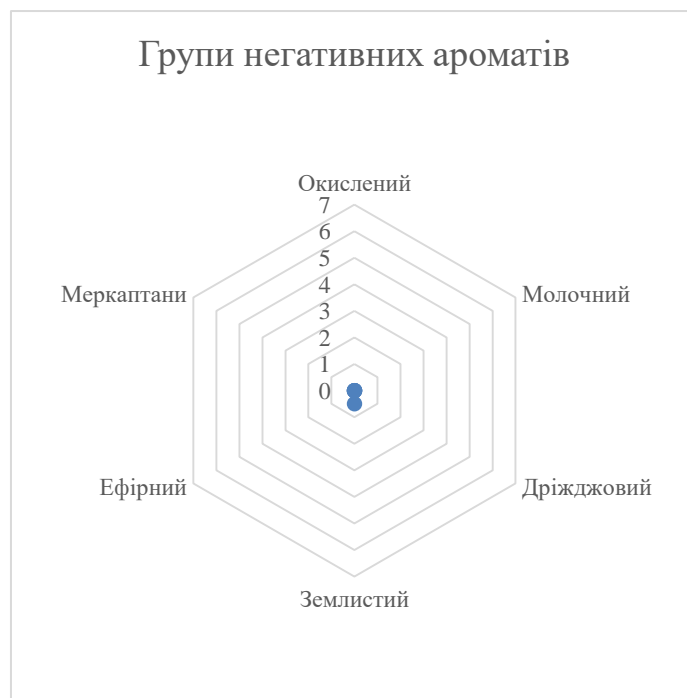 Групи негативних ароматів
Окислений
7
6
5
4
3
2
1
0
Меркаптани
Молочний
Ефірний
Дріжджовий
Землистий